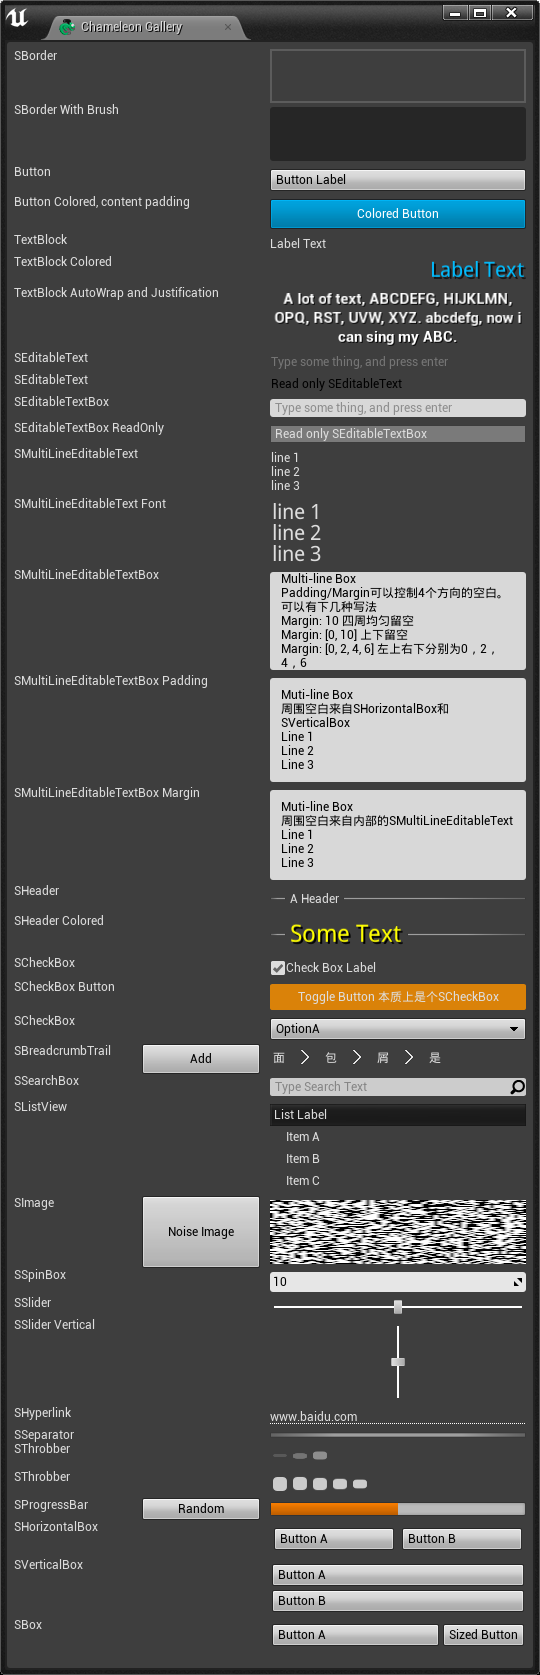 Chameleon Gallery
SBorder
SBorder With Brush
Button
Button Label
Button Colored, content padding
Colored Button
TextBlock
Label Text
TextBlock Colored
Label Text
TextBlock AutoWrap and Justification
A lot of text, ABCDEFG, HIJKLMN,
OPQ, RST, UVW, XYZ. abcdefg, now i
can sing my ABC.
SEditableText
Type some thing, and press enter
SEditableText
Read only SEditableText
SEditableTextBox
Type some thing, and press enter
SEditableTextBox ReadOnly
Read only SEditableTextBox
SMultiLineEditableText
line 1
line 2
line 3
SMultiLineEditableText Font
line 1
line 2
line 3
SMultiLineEditableTextBox
Multi-line Box
Padding/Margin可以控制4个方向的空白。
可以有下几种写法
Margin: 10 四周均匀留空
Margin: [0, 10] 上下留空
Margin: [0, 2, 4, 6] 左上右下分别为0，2，
4，6
SMultiLineEditableTextBox Padding
Muti-line Box
周围空白来自SHorizontalBox和
SVerticalBox
Line 1
Line 2
Line 3
SMultiLineEditableTextBox Margin
Muti-line Box
周围空白来自内部的SMultiLineEditableText
Line 1
Line 2
Line 3
SHeader
A Header
SHeader Colored
Some Text
SCheckBox
Check Box Label
SCheckBox Button
Toggle Button 本质上是个SCheckBox
SCheckBox
OptionA
SBreadcrumbTrail
Add
面 包 屑 是
SSearchBox
Type Search Text
SListView
List Label
Item A
Item B
Item C
SImage
Noise Image
SSpinBox
10
SSlider
SSlider Vertical
SHyperlink
www.baidu.com
SSeparator
SThrobber
SThrobber
SProgressBar
Random
SHorizontalBox
Button A
Button B
SVerticalBox
Button A
Button B
SBox
Button A
Sized Button